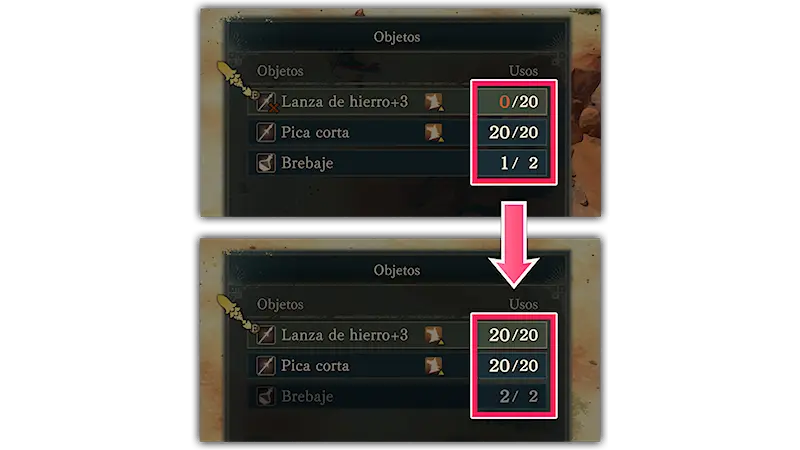 Objetos
Objetos Usos
Lanza de hierro+3 0/20
Pica corta 20/20
Brebaje 1/ 2
Objetos
Objetos Usos
Lanza de hierro+3 20/20
Pica corta 20/20
Brebaje 2/ 2